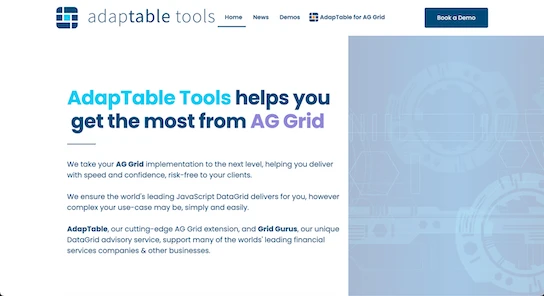 adaptable tools
Home
News
Demos
AdapTable for AG Grid
Book a Demo
AdapTable Tools helps you
get the most from AG Grid
We take your AG Grid implementation to the next level, helping you deliver
with speed and confidence, risk-free to your clients.
We ensure the world's leading JavaScript DataGrid delivers for you, however
complex your use-case may be, simply and easily.
AdapTable, our cutting-edge AG Grid extension, and Grid Gurus, our unique
DataGrid advisory service, support many of the worlds' leading financial
services companies & other businesses.